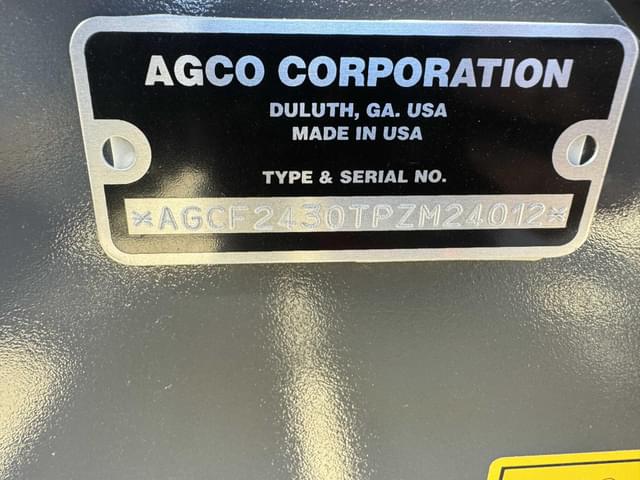 AGCO CORPORATION
DULUTH, GA. USA
MADE IN USA
TYPE & SERIAL NO.
*AGCF2430TPZM24012*